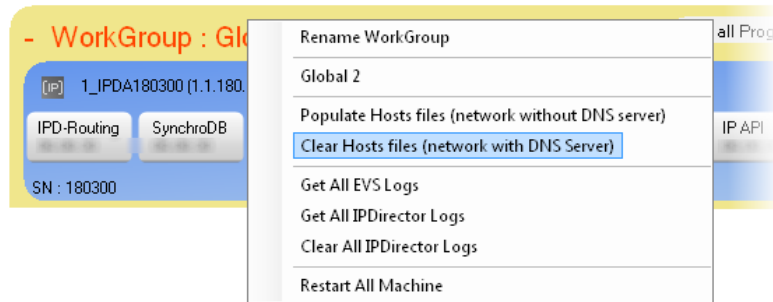 - WorkGroup : Glo
all Prog
[IP] 1_IPDA180300 (1.1.180.
IPD-Routing
SynchroDB
IP API
SN : 180300
Rename WorkGroup
Global 2
Populate Hosts files (network without DNS server)
Clear Hosts files (network with DNS Server)
Get All EVS Logs
Get All IPDirector Logs
Clear All IPDirector Logs
Restart All Machine